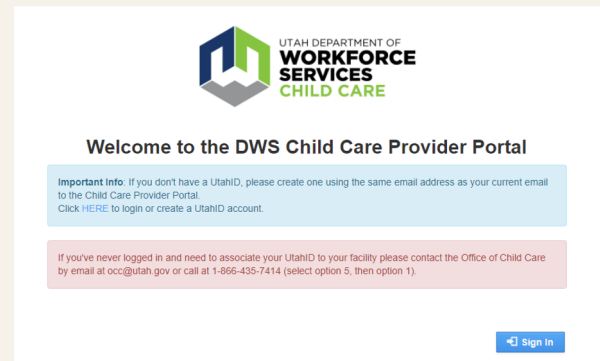 UTAH DEPARTMENT OF
WORKFORCE
SERVICES
CHILD CARE
Welcome to the DWS Child Care Provider Portal
Important Info: If you don't have a UtahID, please create one using the same email address as your current email
to the Child Care Provider Portal.
Click HERE to login or create a UtahID account.
If you've never logged in and need to associate your UtahID to your facility please contact the Office of Child Care
by email at occ@utah.gov or call at 1-866-435-7414 (select option 5, then option 1).
Sign In